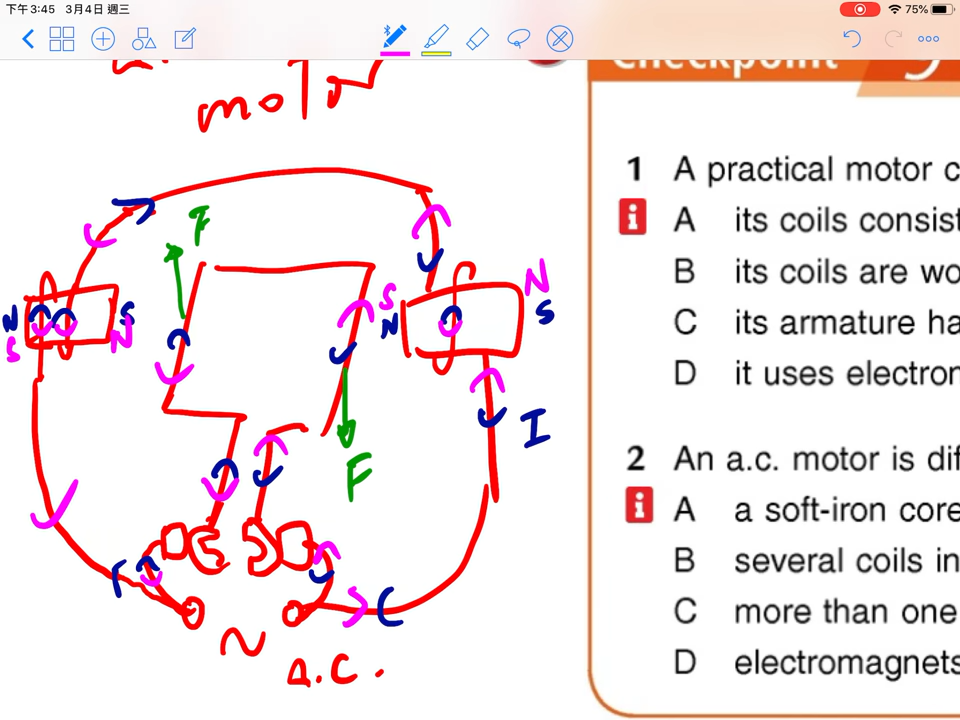 下午3:45 3月4日 週三
75%
motor
Checkpoint
F
N
S
S
N
S
N
N
S
I
F
~
A.C.
1 A practical motor c
A its coils consist
B its coils are wo
C its armature ha
D it uses electron
2 An a.c. motor is dif
A a soft-iron core
B several coils in
C more than one
D electromagnets